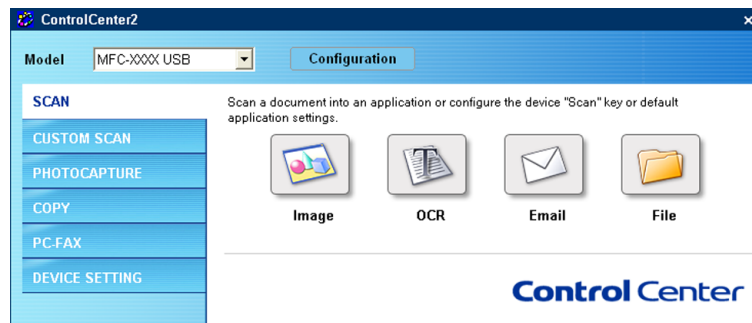 ControlCenter2
Model MFC-XXXX USB Configuration
SCAN
CUSTOM SCAN
PHOTOCAPTURE
COPY
PC-FAX
DEVICE SETTING
Scan a document into an application or configure the device "Scan" key or default
application settings.
Image OCR Email File
Control Center